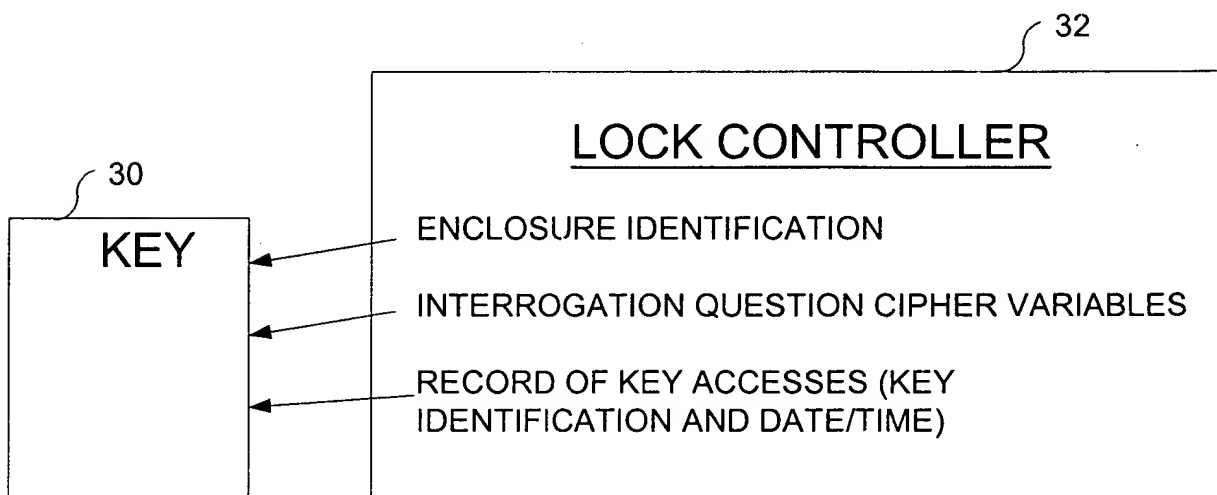 32
LOCK CONTROLLER
30
KEY
ENCLOSURE IDENTIFICATION
INTERROGATION QUESTION CIPHER VARIABLES
RECORD OF KEY ACCESSES (KEY
IDENTIFICATION AND DATE/TIME)